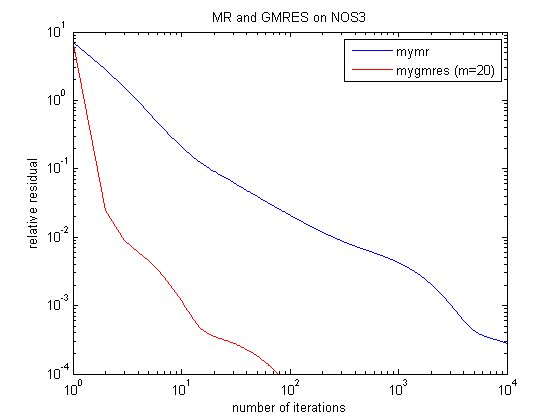 MR and GMRES on NOS3
mymr
mygmres (m=20)
relative residual
10^1
10^0
10^-1
10^-2
10^-3
10^-4
10^0 10^1 10^2 10^3 10^4
number of iterations